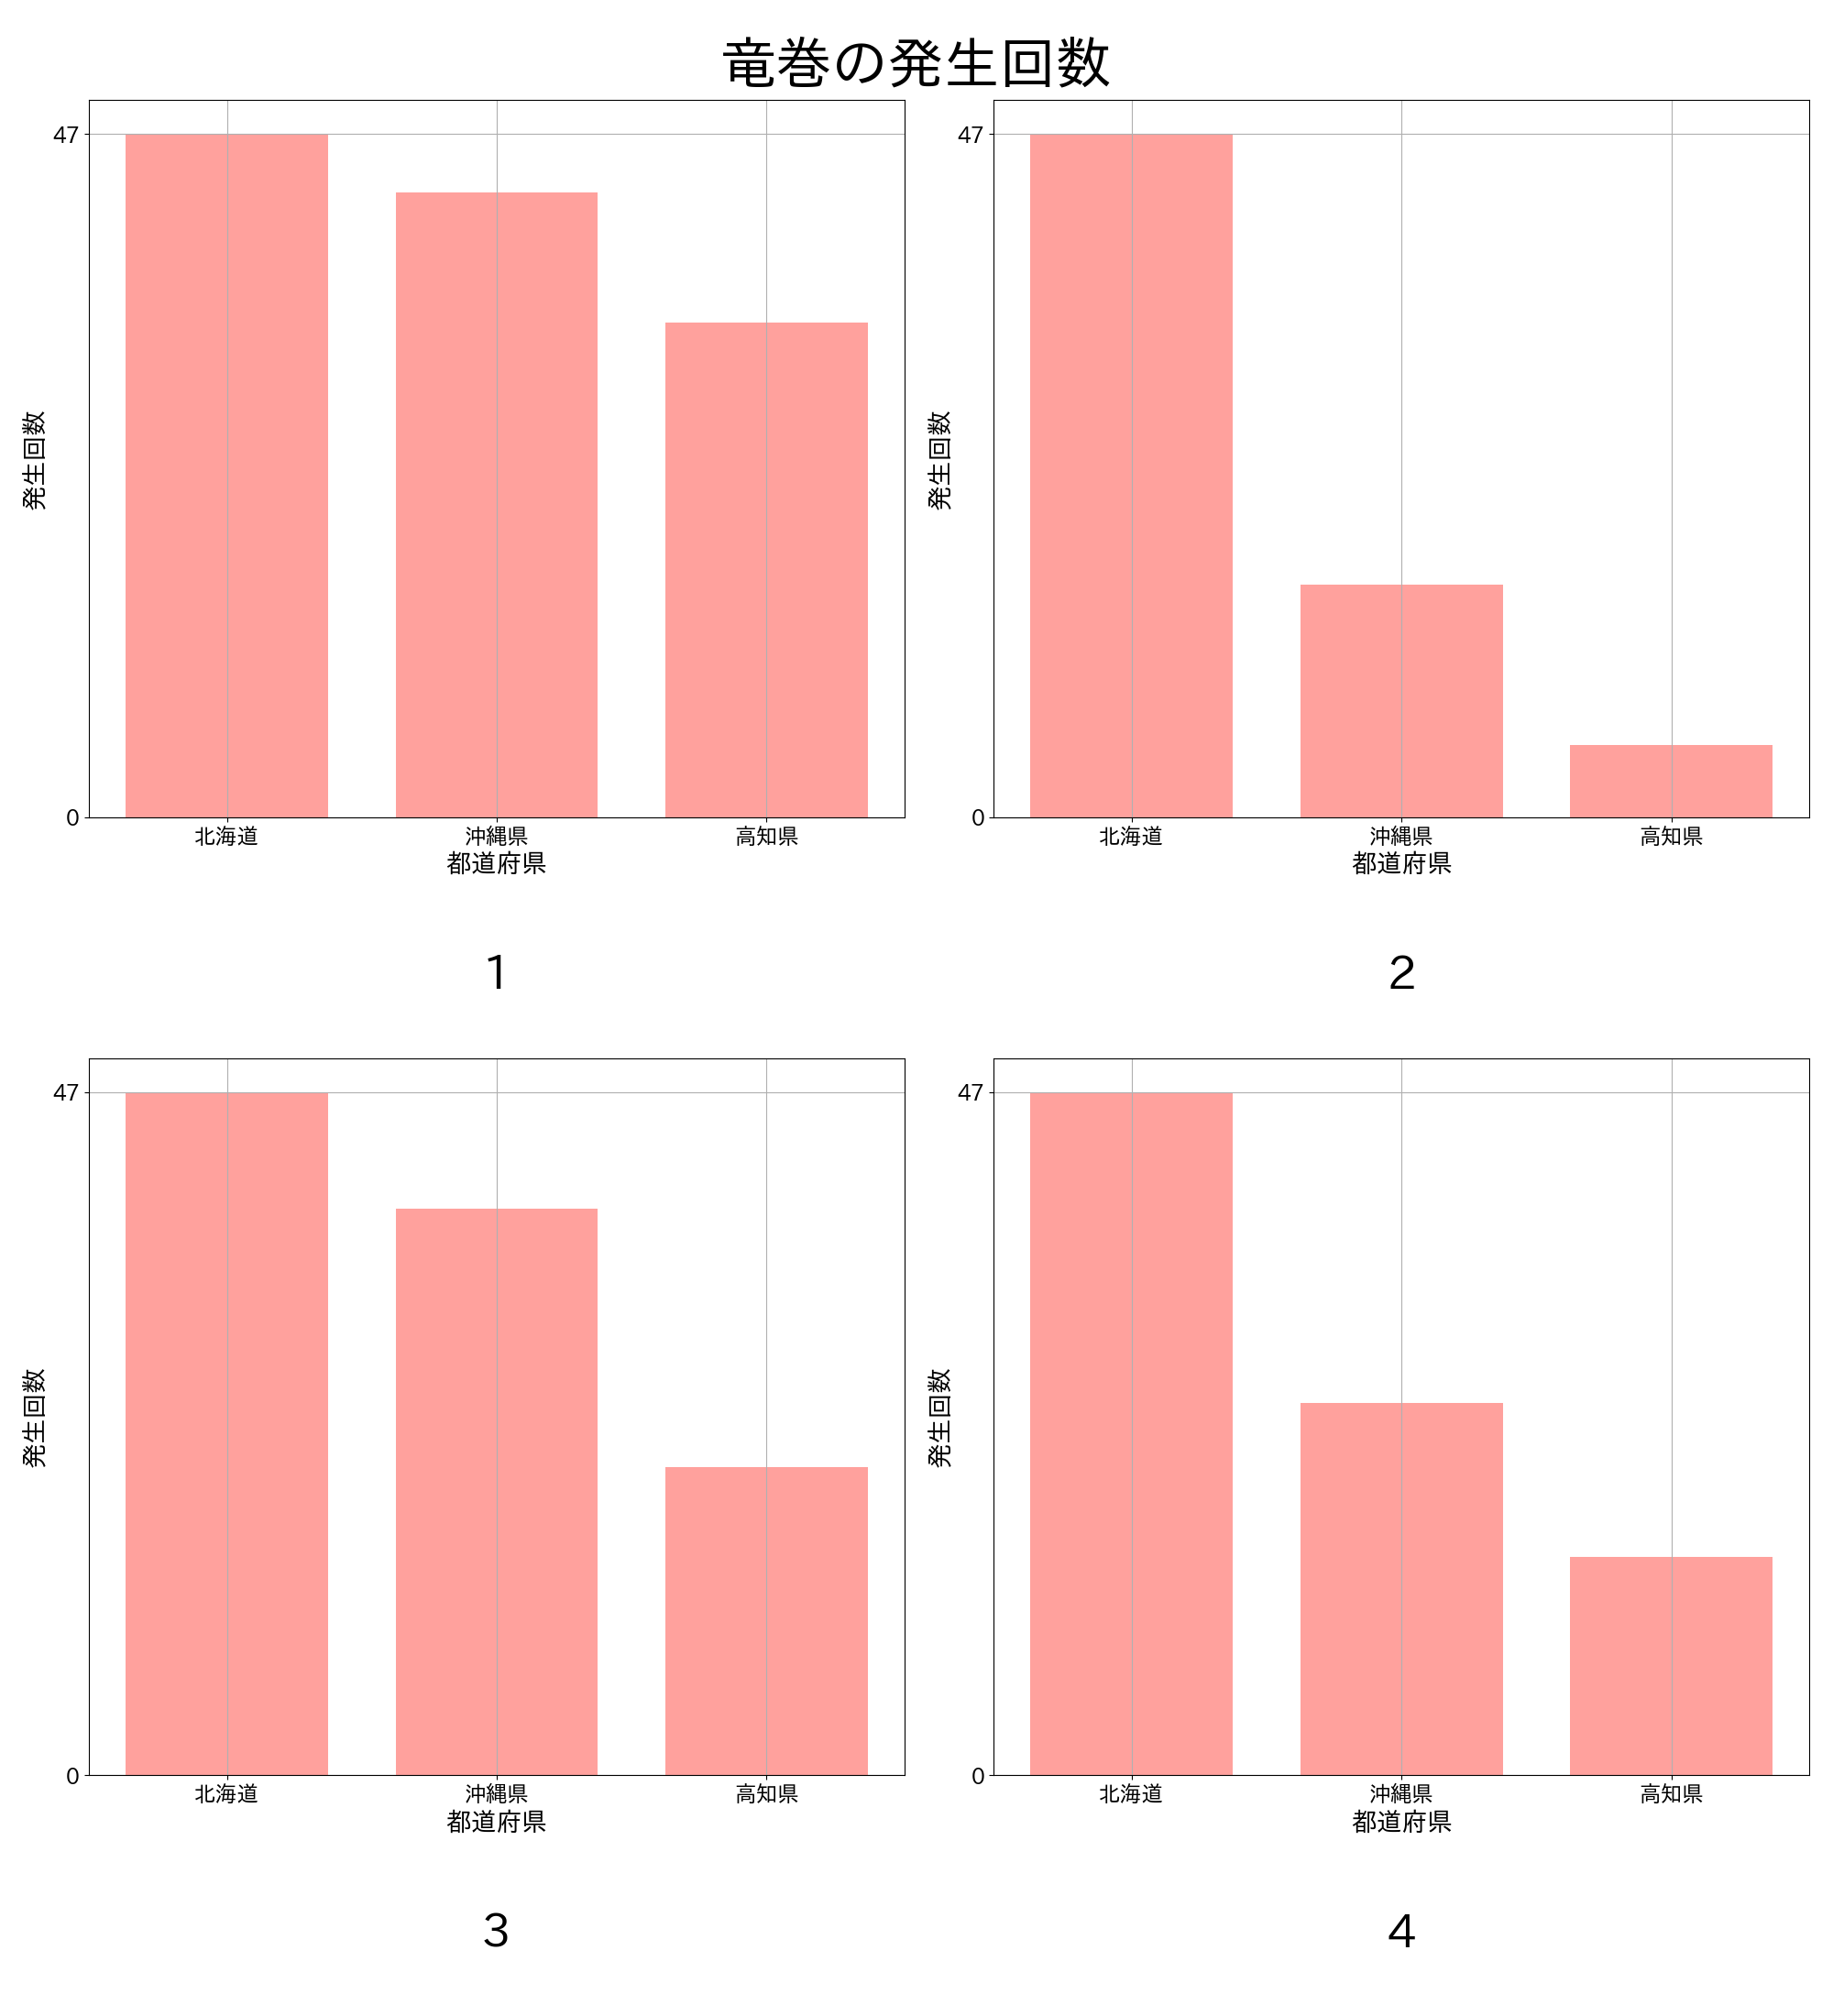 竜巻の発生回数
47
発生回数
0
北海道 沖縄県 高知県
都道府県
1
47
発生回数
0
北海道 沖縄県 高知県
都道府県
2
47
発生回数
0
北海道 沖縄県 高知県
都道府県
3
47
発生回数
0
北海道 沖縄県 高知県
都道府県
4